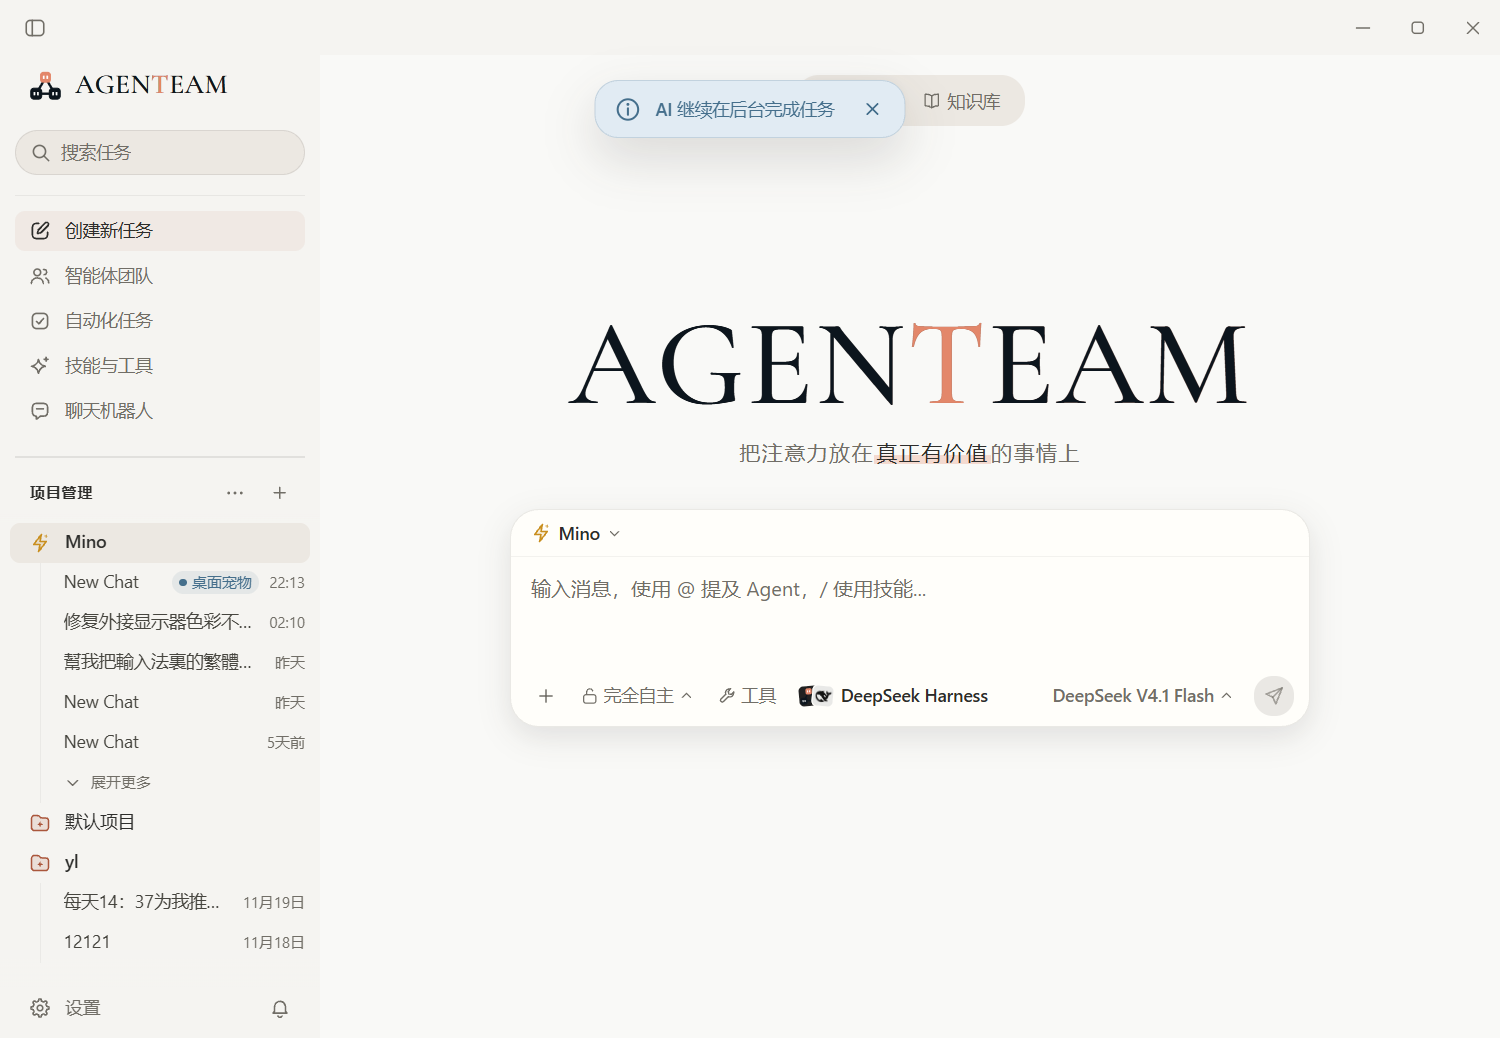 AGENTEAM
搜索任务
创建新任务
智能体团队
自动化任务
技能与工具
聊天机器人
项目管理
Mino
New Chat 桌面宠物 22:13
修复外接显示器色彩不... 02:10
幫我把輸入法裏的繁體... 昨天
New Chat 昨天
New Chat 5天前
展开更多
默认项目
yl
每天14：37为我推... 11月19日
12121 11月18日
设置
AI 继续在后台完成任务
知识库
AGENTEAM
把注意力放在真正有价值的事情上
Mino
输入消息，使用 @ 提及 Agent，/ 使用技能...
完全自主 工具 DeepSeek Harness DeepSeek V4.1 Flash